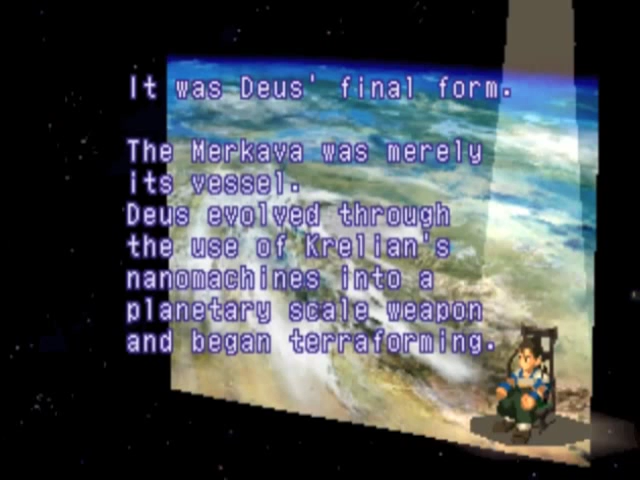 It was Deus' final form.
The Merkava was merely
its vessel.
Deus evolved through
the use of Krelian's
nanomachines into a
planetary scale weapon
and began terraforming.